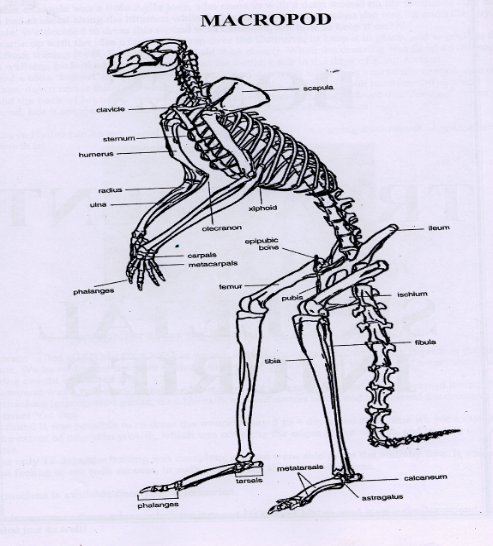 MACROPOD
scapula
clavicle
sternum
humerus
radius
ulna
xiphoid
olecranon
ileum
epipubic
bone
carpals
metacarpals
phalanges
femur
pubis
ischium
fibula
tibia
metatarsals
tarsals
calcaneum
astragalus
phalanges